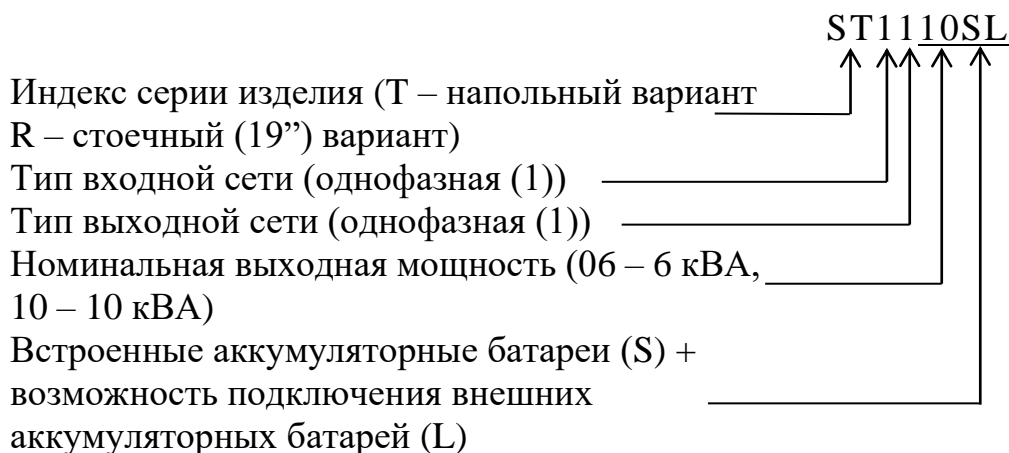 ST1110SL
Индекс серии изделия (Т – напольный вариант
R – стоечный (19”) вариант)
Тип входной сети (однофазная (1))
Тип выходной сети (однофазная (1))
Номинальная выходная мощность (06 – 6 кВА,
10 – 10 кВА)
Встроенные аккумуляторные батареи (S) +
возможность подключения внешних
аккумуляторных батарей (L)